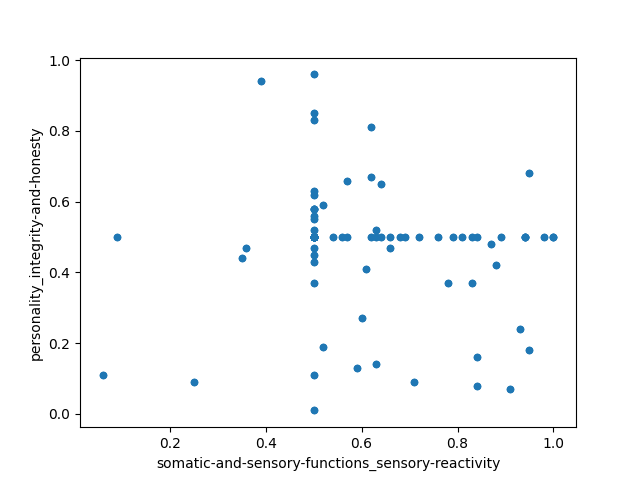 1.0
0.8
0.6
0.4
0.2
0.0
personality_integrity-and-honesty
0.2 0.4 0.6 0.8 1.0
somatic-and-sensory-functions_sensory-reactivity